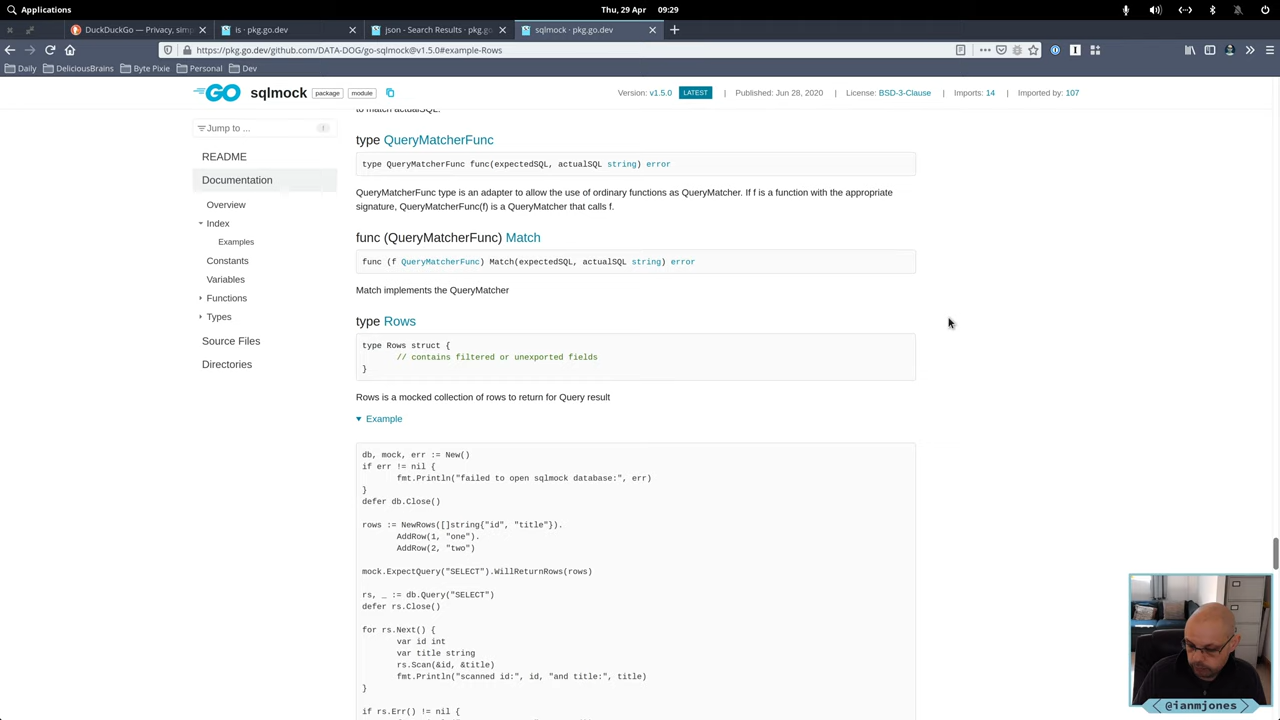 Applications
Thu, 29 Apr 09:29
DuckDuckGo — Privacy, sim
is · pkg.go.dev
json - Search Results · pkg.go
sqlmock · pkg.go.dev
https://pkg.go.dev/github.com/DATA-DOG/go-sqlmock@v1.5.0#example-Rows
Daily
DeliciousBrains
Byte Pixie
Personal
Dev
GO
sqlmock
package
module
Version: v1.5.0
LATEST
Published: Jun 28, 2020
License: BSD-3-Clause
Imports: 14
Imported by: 107
Jump to ...
README
Documentation
Overview
Index
Examples
Constants
Variables
Functions
Types
Source Files
Directories
to match actualSQL.
type QueryMatcherFunc
type QueryMatcherFunc func(expectedSQL, actualSQL string) error
QueryMatcherFunc type is an adapter to allow the use of ordinary functions as QueryMatcher. If f is a function with the appropriate
signature, QueryMatcherFunc(f) is a QueryMatcher that calls f.
func (QueryMatcherFunc) Match
func (f QueryMatcherFunc) Match(expectedSQL, actualSQL string) error
Match implements the QueryMatcher
type Rows
type Rows struct {
// contains filtered or unexported fields
}
Rows is a mocked collection of rows to return for Query result
Example
db, mock, err := New()
if err != nil {
fmt.Println("failed to open sqlmock database:", err)
}
defer db.Close()
rows := NewRows([]string{"id", "title"}).
AddRow(1, "one").
AddRow(2, "two")
mock.ExpectQuery("SELECT").WillReturnRows(rows)
rs, _ := db.Query("SELECT")
defer rs.Close()
for rs.Next() {
var id int
var title string
rs.Scan(&id, &title)
fmt.Println("scanned id:", id, "and title:", title)
}
if rs.Err() != nil {
@ianmjones